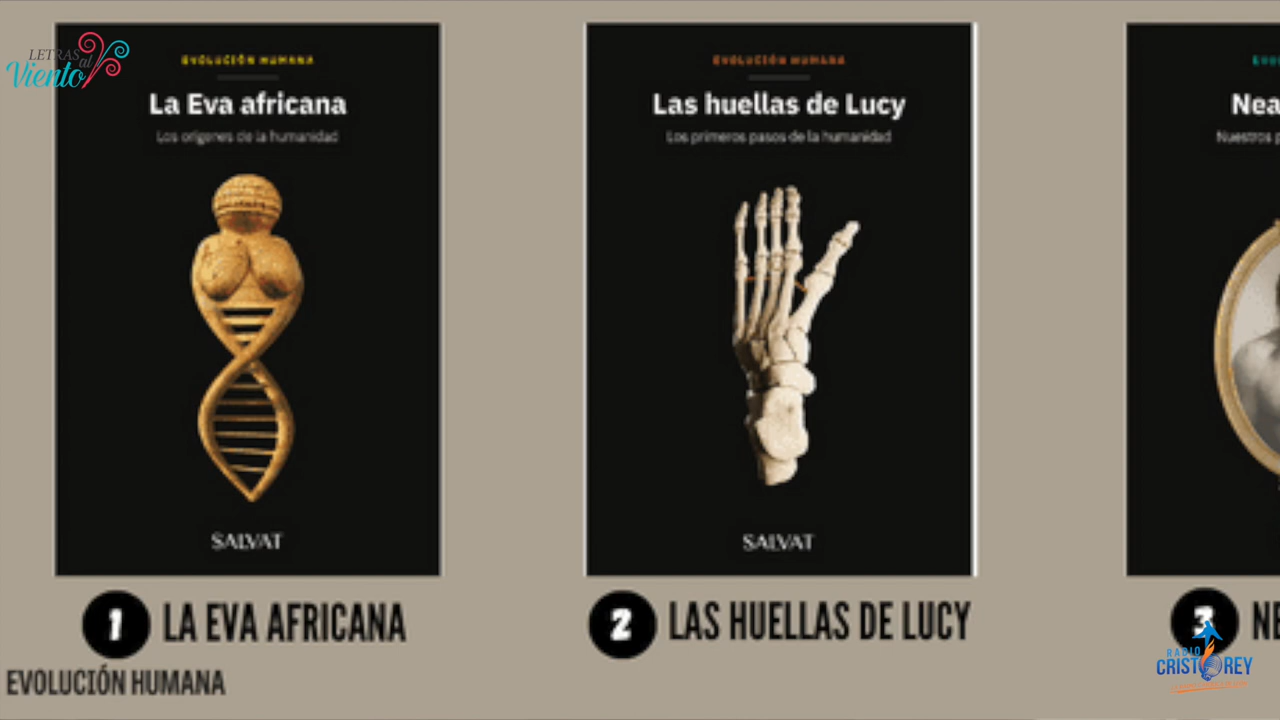 LETRAS
al
Viento
EVOLUCIÓN HUMANA
La Eva africana
Los orígenes de la humanidad
SALVAT
1 LA EVA AFRICANA
EVOLUCIÓN HUMANA
Las huellas de Lucy
Los primeros pasos de la humanidad
SALVAT
2 LAS HUELLAS DE LUCY
Nea
Nuestros p
3 NE
EVOLUCIÓN HUMANA
RADIO
CRISTO REY